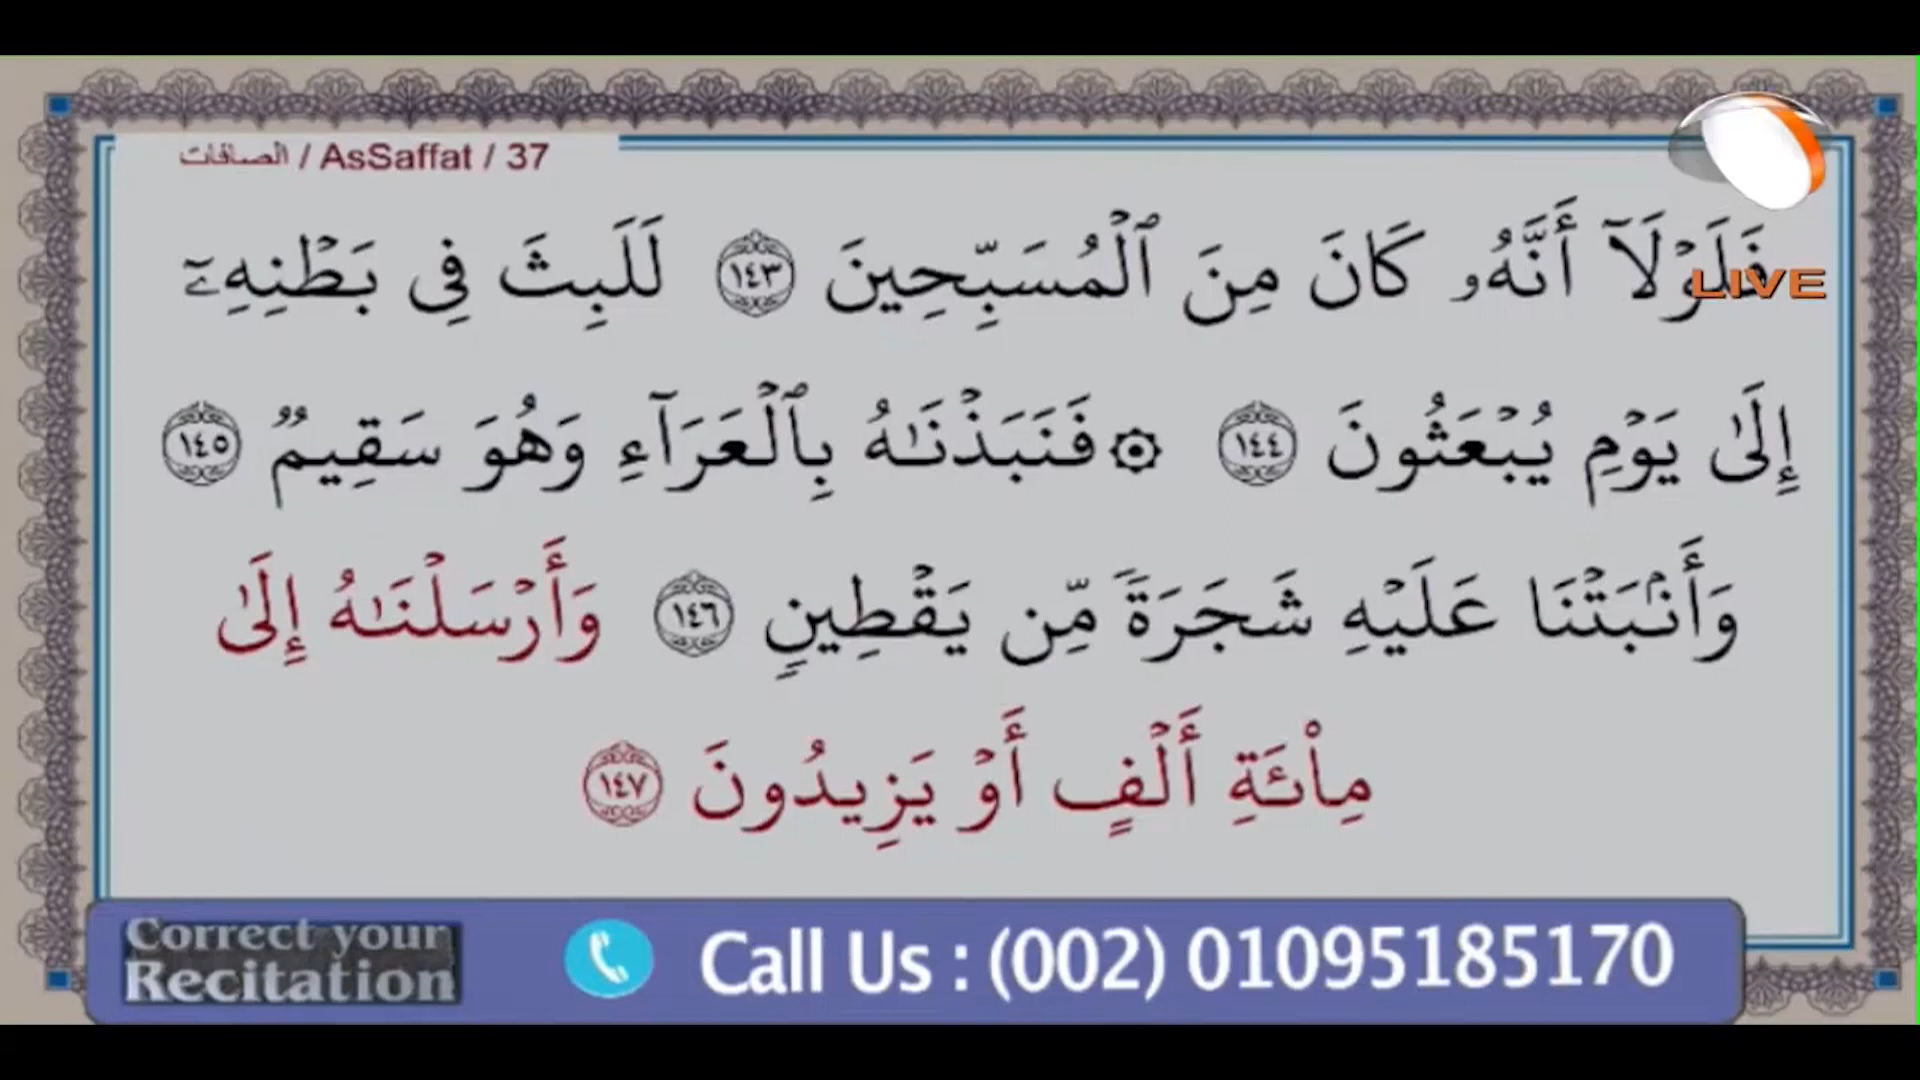 الصافات / AsSaffat / 37
فَلَوۡلَآ أَنَّهُۥ كَانَ مِنَ ٱلۡمُسَبِّحِينَ ١٤٣ لَلَبِثَ فِي بَطۡنِهِۦٓ
LIVE
إِلَىٰ يَوۡمِ يُبۡعَثُونَ ١٤٤ ۞ فَنَبَذۡنَٰهُ بِٱلۡعَرَآءِ وَهُوَ سَقِيمٞ ١٤٥
وَأَنۢبَتۡنَا عَلَيۡهِ شَجَرَةٗ مِّن يَقۡطِينٖ ١٤٦ وَأَرۡسَلۡنَٰهُ إِلَىٰ
مِاْئَةِ أَلۡفٍ أَوۡ يَزِيدُونَ ١٤٧
Correct your
Recitation
Call Us : (002) 01095185170